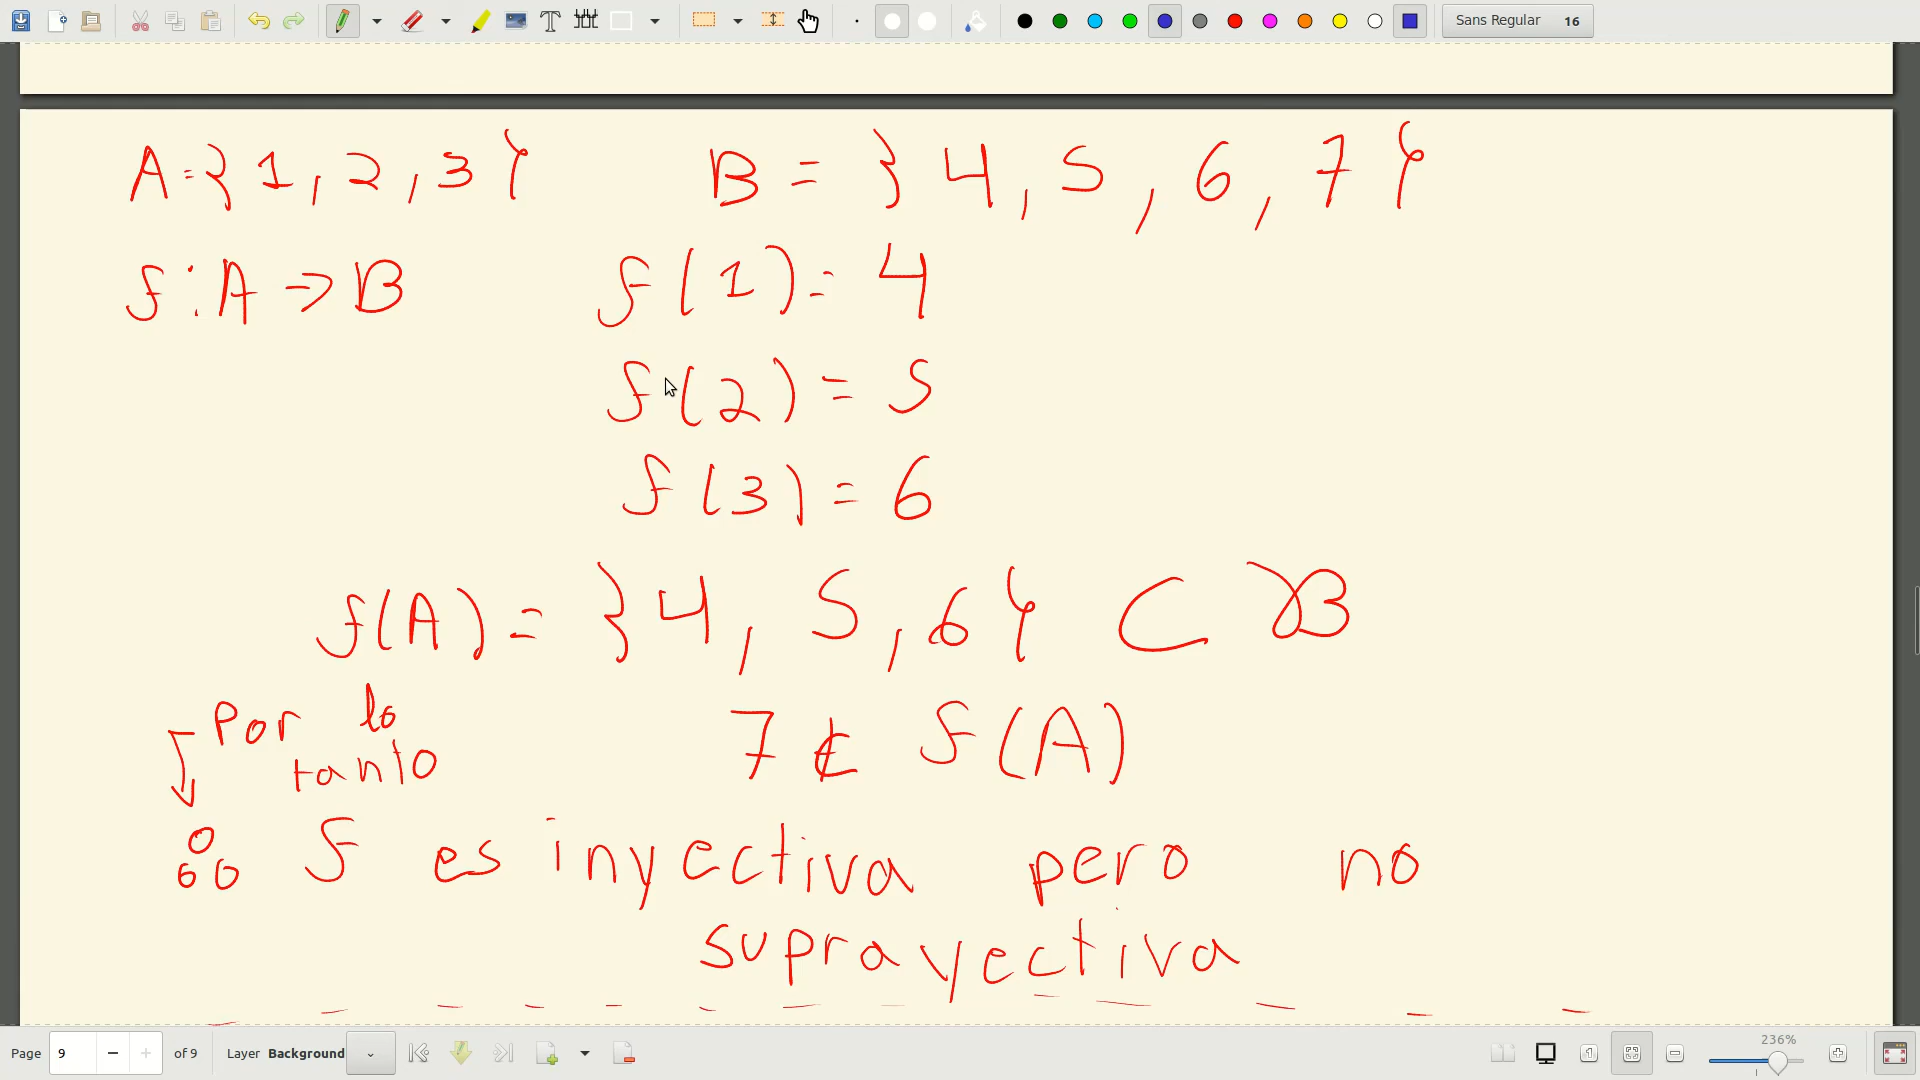 Sans Regular 16
A={1, 2, 3} B = {4, 5, 6, 7}
f:A → B f(1) = 4
f(2) = 5
f(3) = 6
f(A) = {4, 5, 6} ⊂ B
Por lo
tanto
7 ∉ f(A)
f es inyectiva pero no
suprayectiva
Page 9 of 9 Layer Background 236%